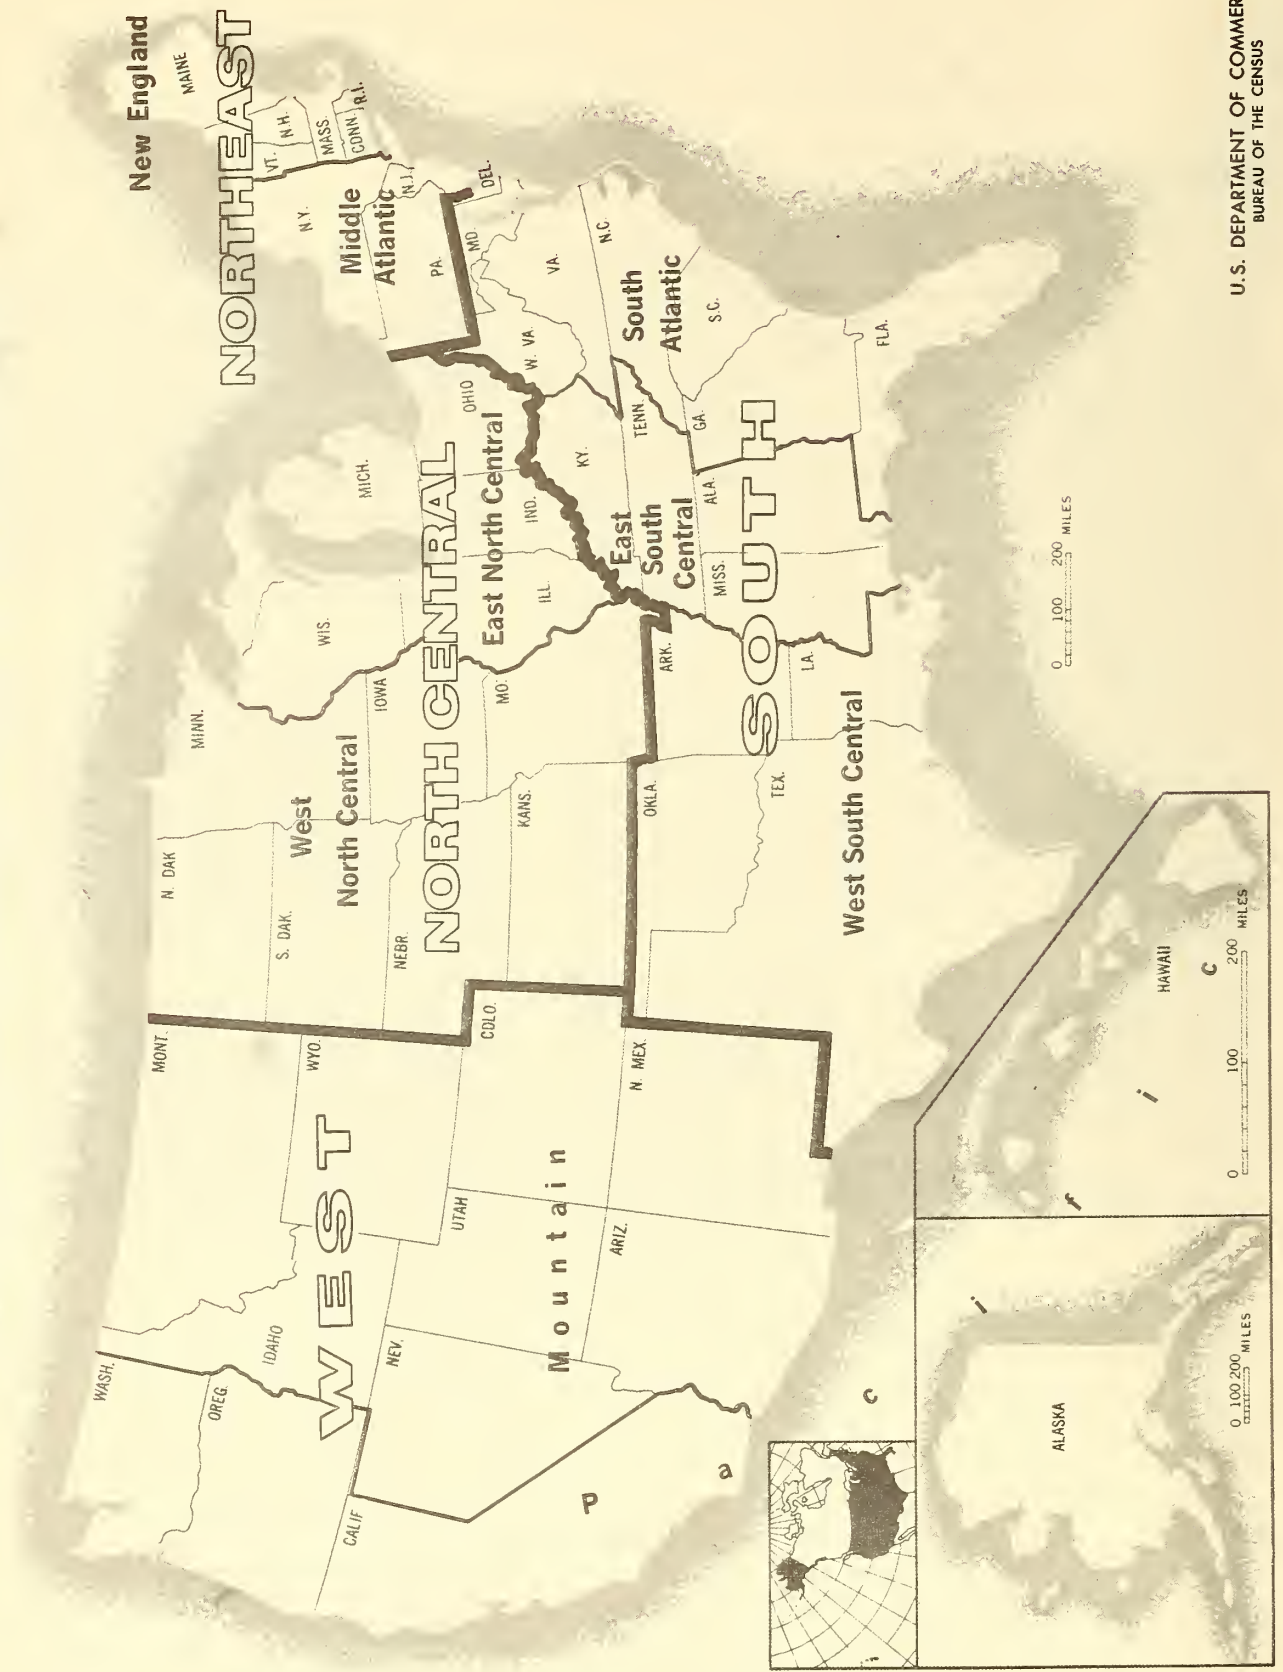 WEST
Mountain
P
a
c
i
f
i
c
WASH.
OREG.
CALIF
IDAHO
NEV.
MONT.
WYO.
UTAH
COLO.
ARIZ.
N. MEX.
NORTH CENTRAL
West
North Central
N. DAK
S. DAK.
NEBR.
KANS.
MINN.
IOWA
MO.
East North Central
WIS.
MICH.
ILL.
IND.
OHIO
NORTHEAST
New England
MAINE
VT.
N.H.
MASS.
CONN.
R.I.
Middle
Atlantic
N.Y.
N.J.
PA.
SOUTH
West South Central
OKLA.
TEX.
ARK.
LA.
East
South
Central
KY.
TENN.
MISS.
ALA.
South
Atlantic
DEL.
MD.
W. VA.
VA.
N.C.
S.C.
GA.
FLA.
0 100 200
MILES
ALASKA
0 100 200
MILES
HAWAII
0 100 200
MILES
U.S. DEPARTMENT OF COMMER
BUREAU OF THE CENSUS